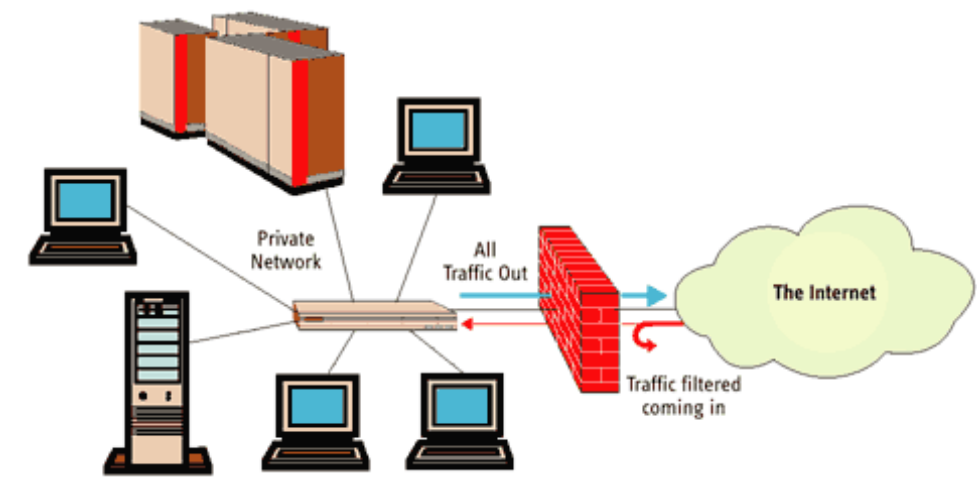 Private
Network
All
Traffic Out
The Internet
Traffic filtered
coming in